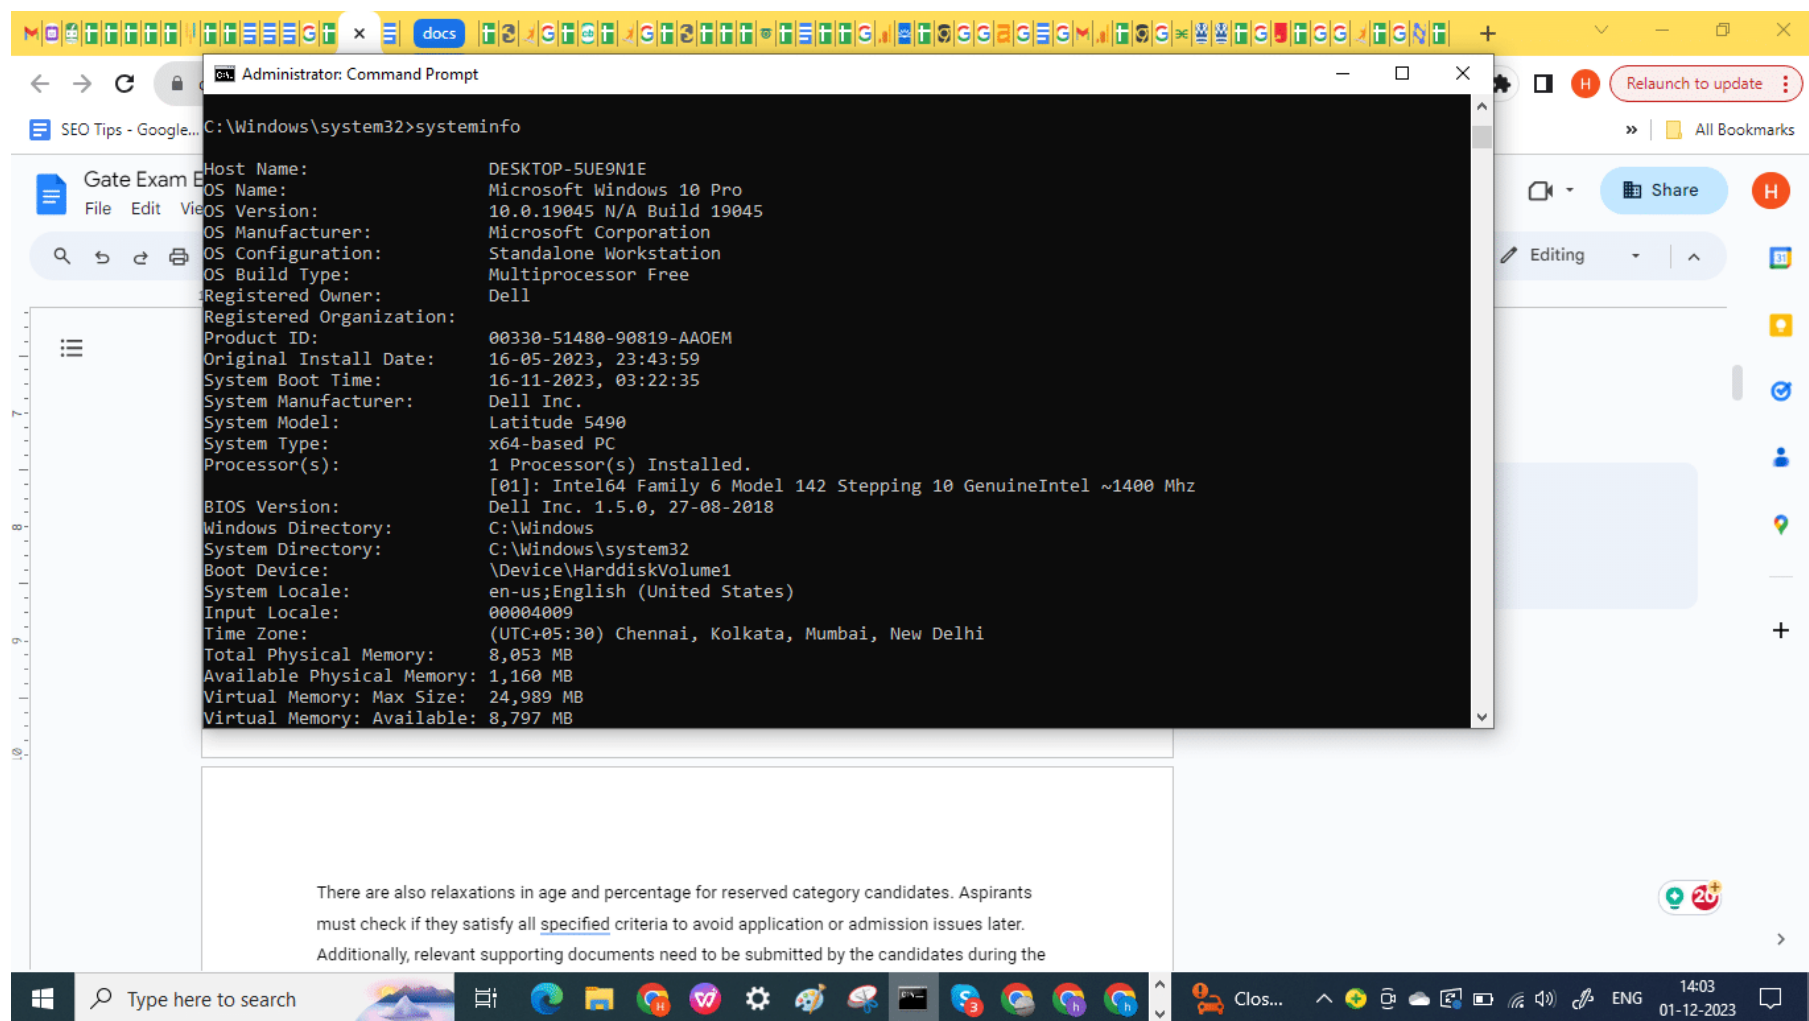 docs
Administrator: Command Prompt
Relaunch to update
SEO Tips - Google...
All Bookmarks
C:\Windows\system32>systeminfo
Gate Exam
File Edit
Share
H
Editing
Host Name: DESKTOP-5UE9N1E
OS Name: Microsoft Windows 10 Pro
OS Version: 10.0.19045 N/A Build 19045
OS Manufacturer: Microsoft Corporation
OS Configuration: Standalone Workstation
OS Build Type: Multiprocessor Free
Registered Owner: Dell
Registered Organization:
Product ID: 00330-51480-90819-AAOEM
Original Install Date: 16-05-2023, 23:43:59
System Boot Time: 16-11-2023, 03:22:35
System Manufacturer: Dell Inc.
System Model: Latitude 5490
System Type: x64-based PC
Processor(s): 1 Processor(s) Installed.
[01]: Intel64 Family 6 Model 142 Stepping 10 GenuineIntel ~1400 Mhz
BIOS Version: Dell Inc. 1.5.0, 27-08-2018
Windows Directory: C:\Windows
System Directory: C:\Windows\system32
Boot Device: \Device\HarddiskVolume1
System Locale: en-us;English (United States)
Input Locale: 00004009
Time Zone: (UTC+05:30) Chennai, Kolkata, Mumbai, New Delhi
Total Physical Memory: 8,053 MB
Available Physical Memory: 1,160 MB
Virtual Memory: Max Size: 24,989 MB
Virtual Memory: Available: 8,797 MB
There are also relaxations in age and percentage for reserved category candidates. Aspirants
must check if they satisfy all specified criteria to avoid application or admission issues later.
Additionally, relevant supporting documents need to be submitted by the candidates during the
Type here to search
Clos...
ENG
14:03
01-12-2023